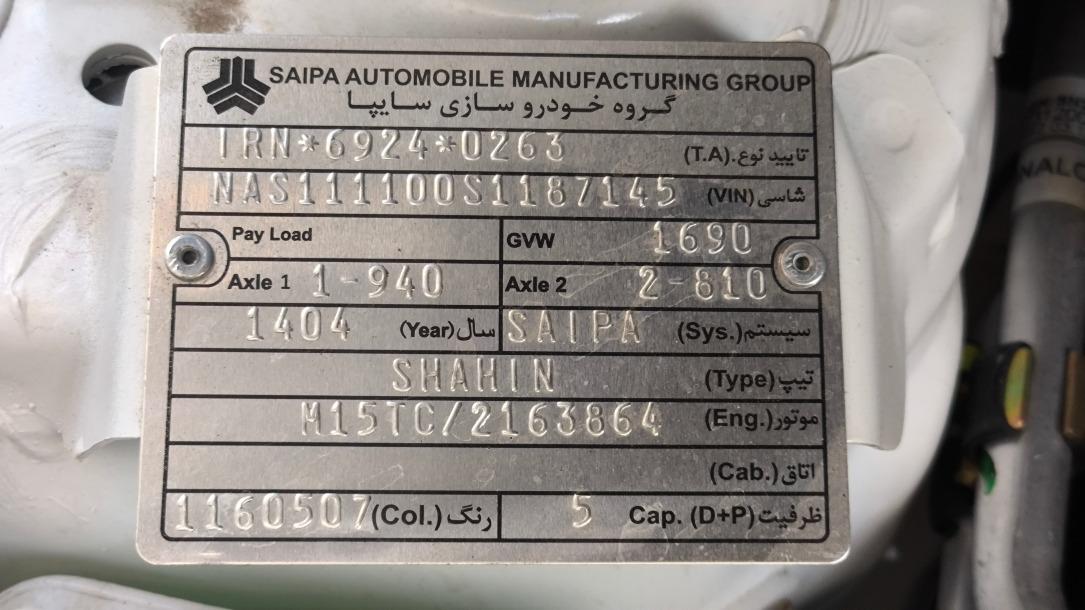 SAIPA AUTOMOBILE MANUFACTURING GROUP
گروه خودرو سازی سایپا
IRN*6924*0263 تایید نوع.(T.A)
NAS111100S1187145 شاسی(VIN)
Pay Load GVW 1690
Axle 1 1-940 Axle 2 2-810
1404 سال(Year) SAIPA سیستم(Sys.)
SHAHIN تیپ(Type)
M15TC/2163864 موتور(Eng.)
اتاق(Cab.)
1160507 رنگ(Col.) 5 ظرفیت Cap. (D+P)